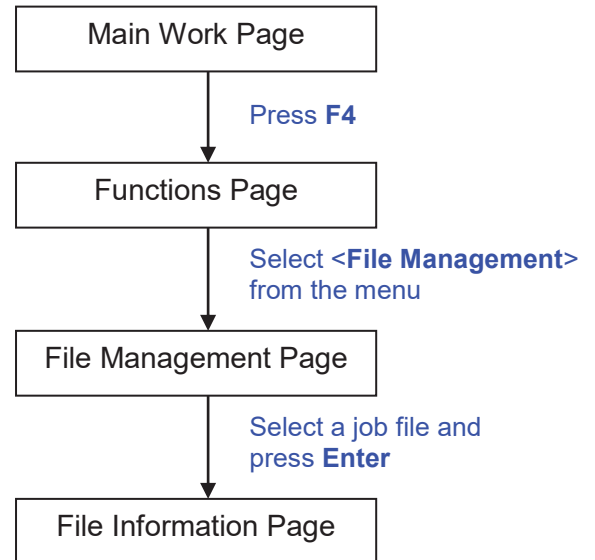 Main Work Page
Press F4
Functions Page
Select <File Management>
from the menu
File Management Page
Select a job file and
press Enter
File Information Page